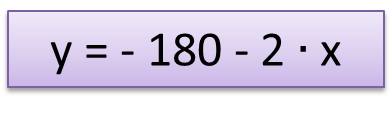 y = - 180 - 2 · x